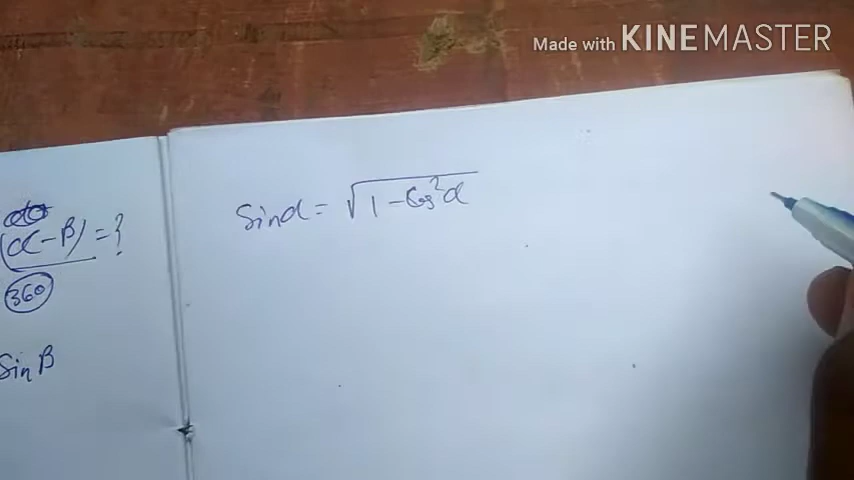 Made with KINEMASTER
(α-β)=?
360
Sin β
Sinα = √1-Cos²α